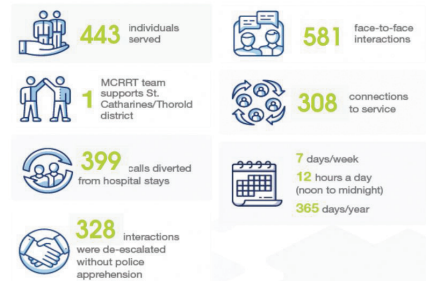 443 individuals
served
1 MCRRT team
supports St.
Catharines/Thorold
district
399 calls diverted
from hospital stays
328 interactions
were de-escalated
without police
apprehension
581 face-to-face
interactions
308 connections
to service
7 days/week
12 hours a day
(noon to midnight)
365 days/year